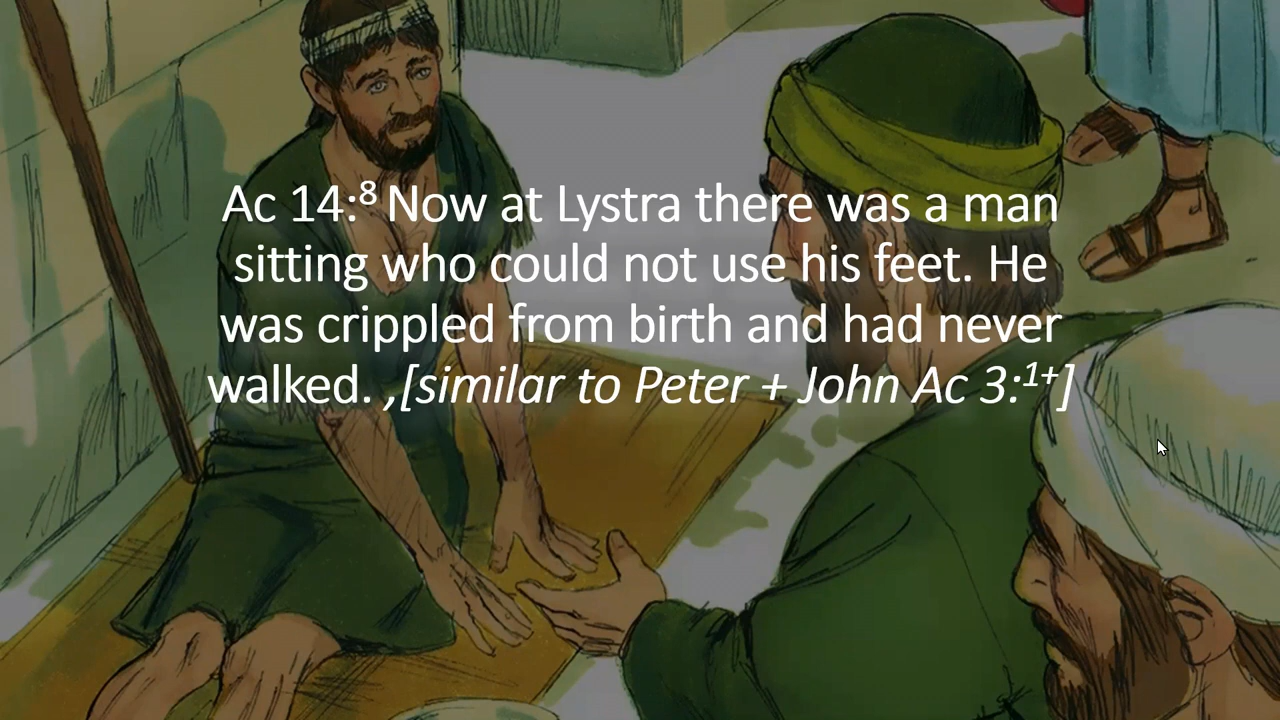 Ac 14:⁸ Now at Lystra there was a man
sitting who could not use his feet. He
was crippled from birth and had never
walked. ,[similar to Peter + John Ac 3:¹⁺]